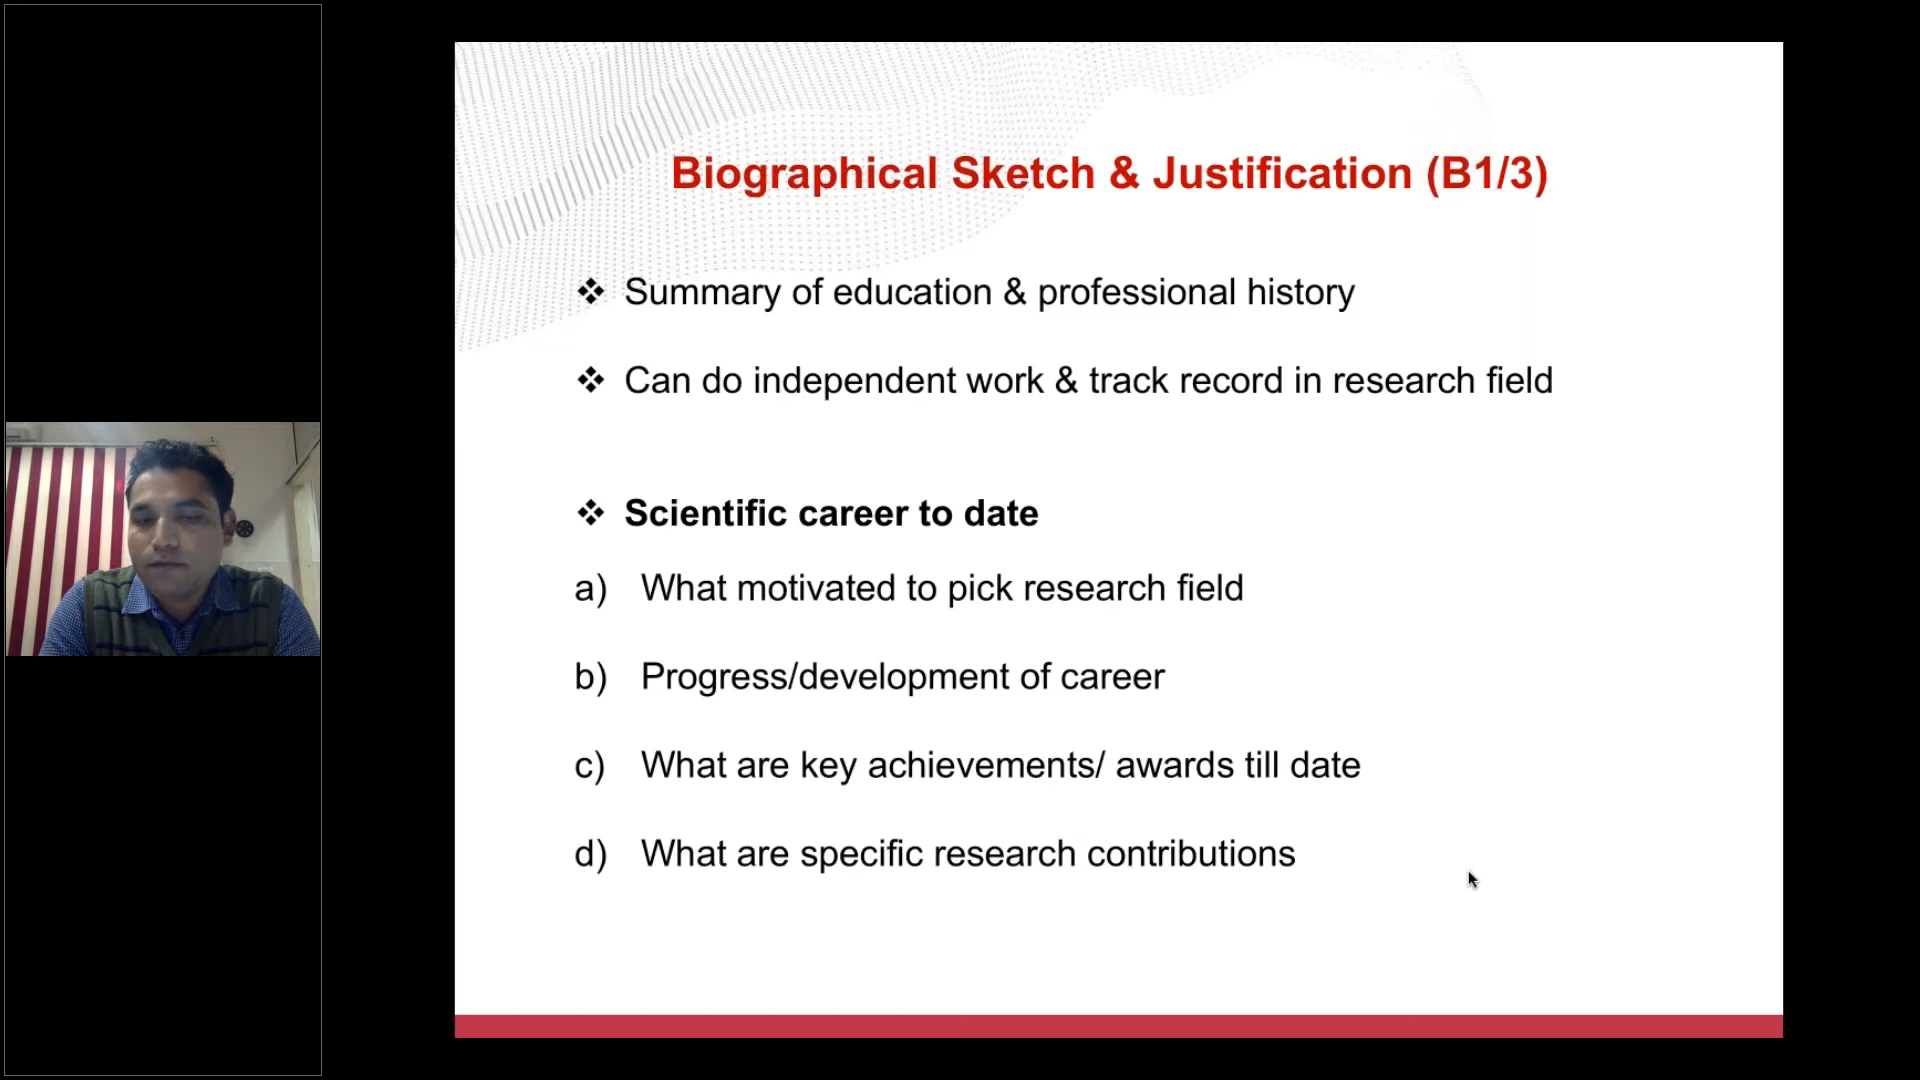 Biographical Sketch & Justification (B1/3)
❖ Summary of education & professional history
❖ Can do independent work & track record in research field
❖ Scientific career to date
a) What motivated to pick research field
b) Progress/development of career
c) What are key achievements/ awards till date
d) What are specific research contributions